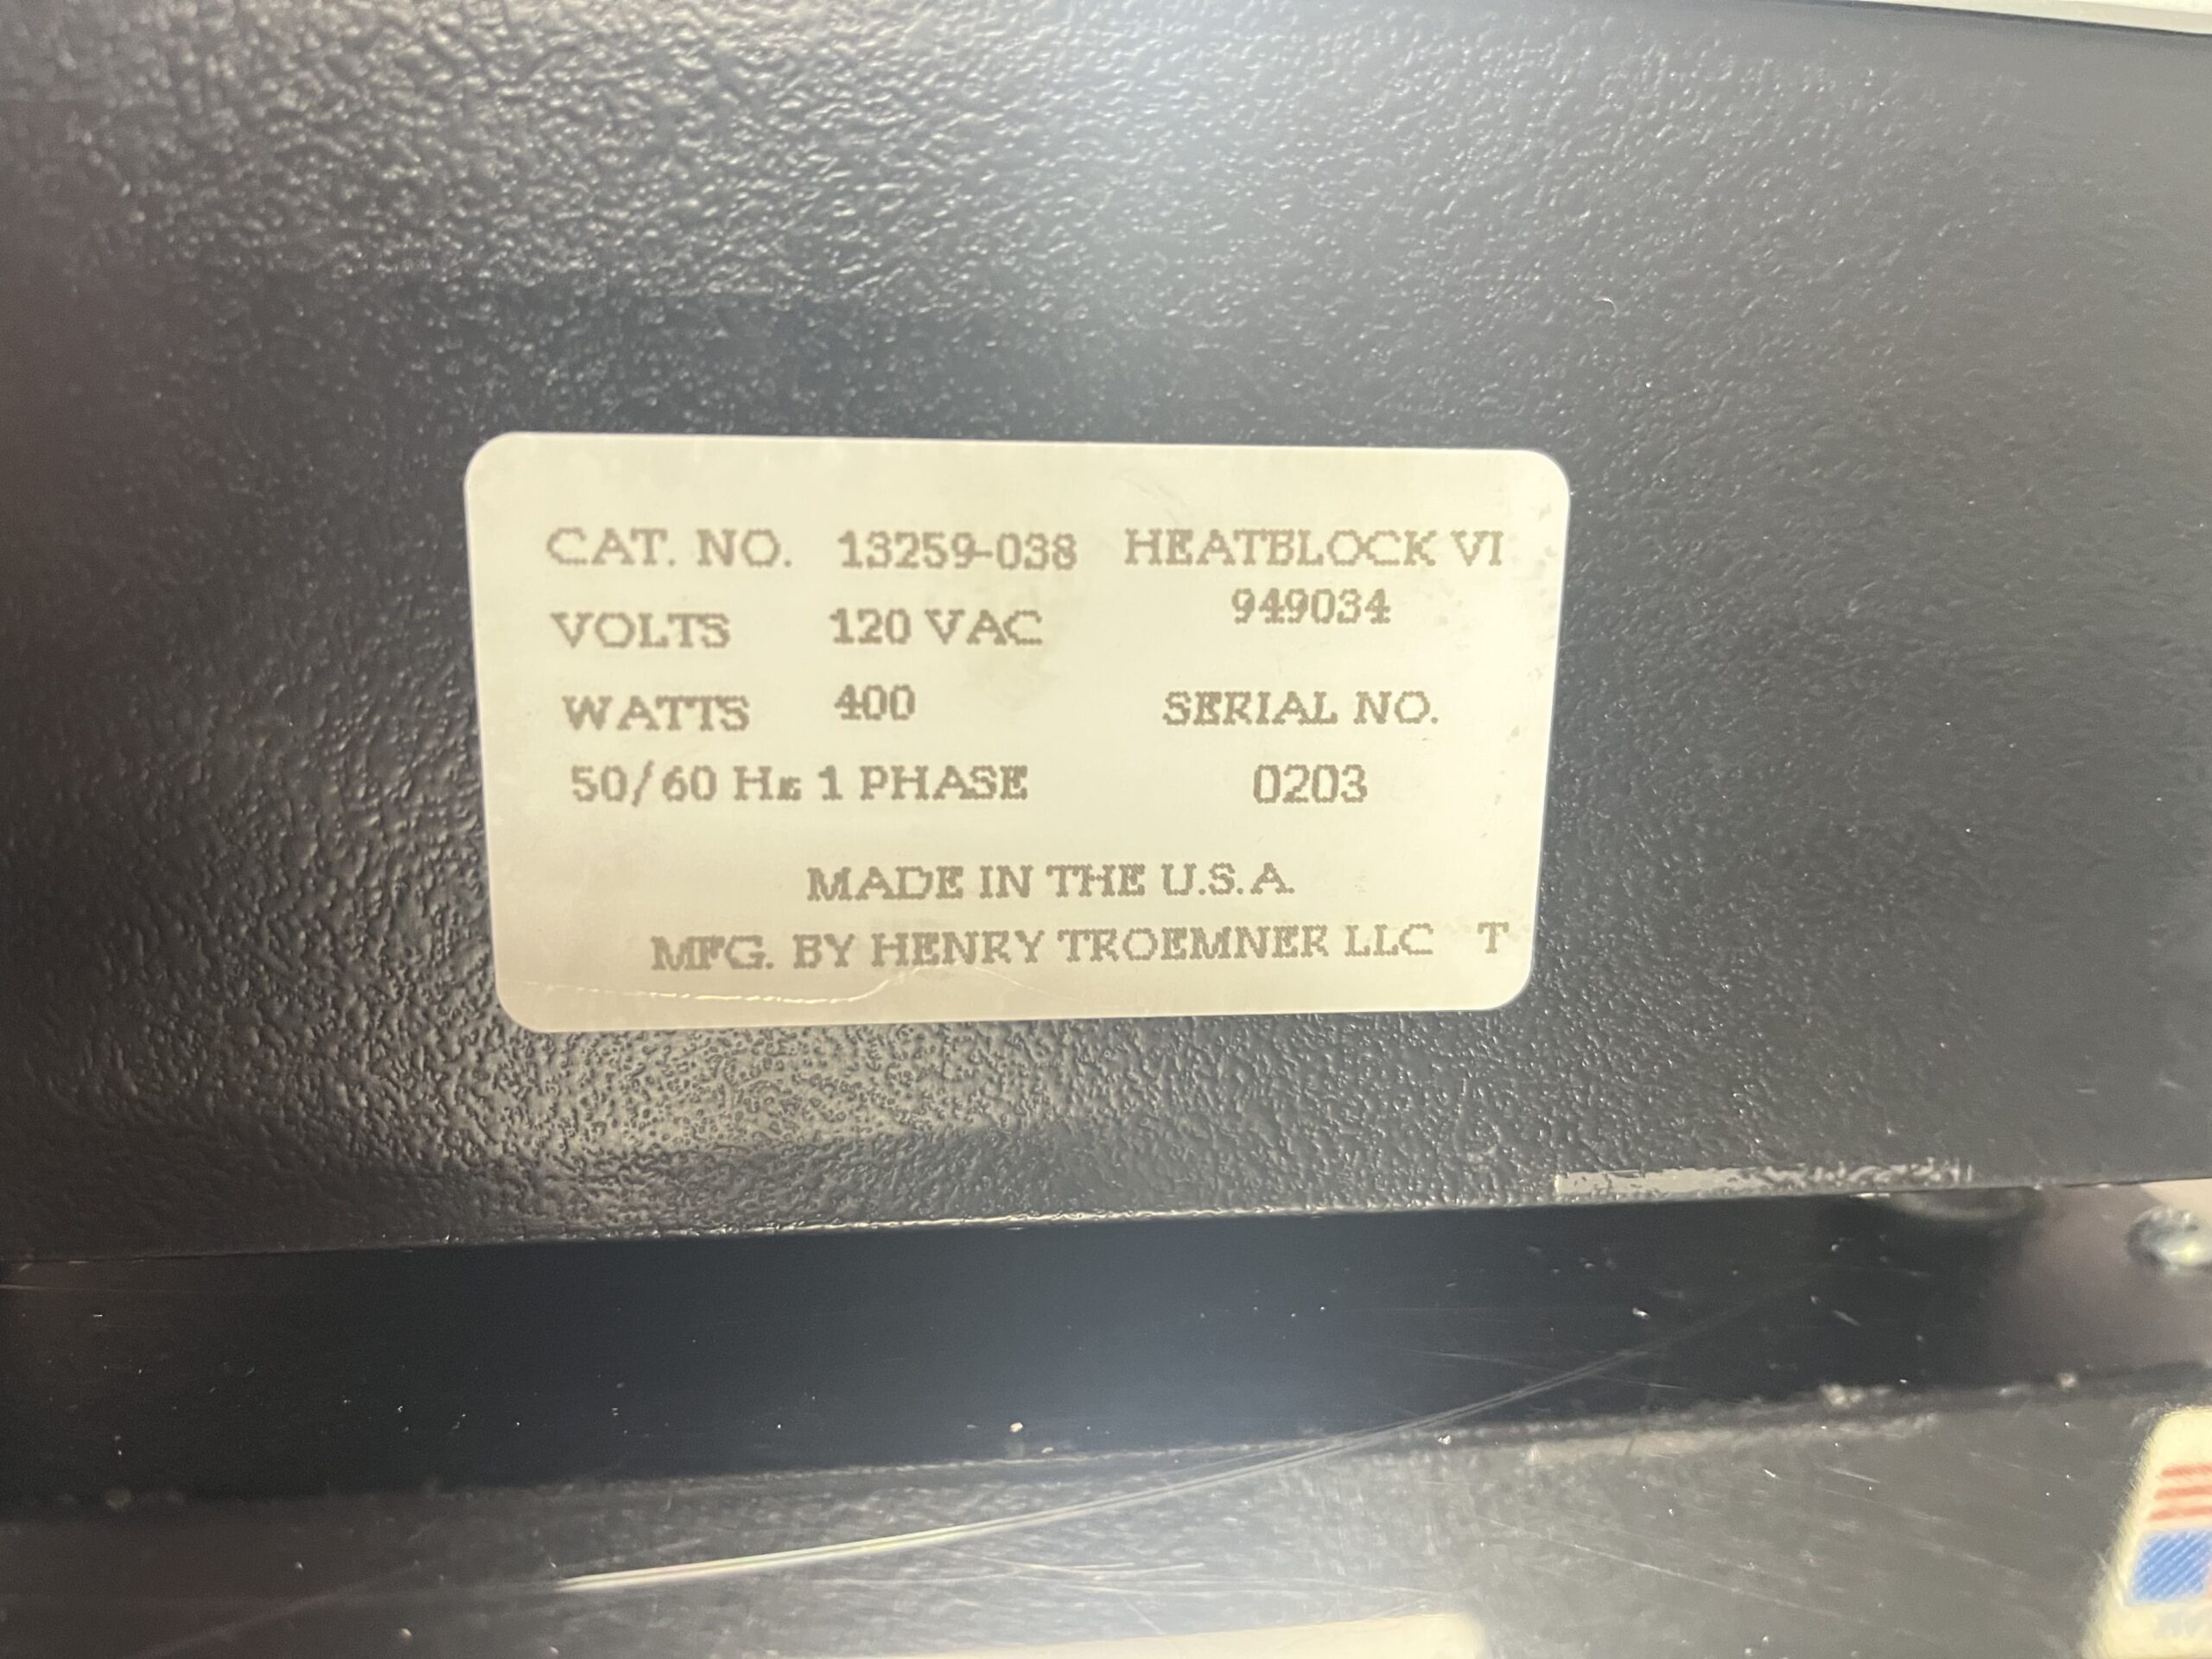 CAT. NO. 13259-038 HEATBLOCK VI
949034
VOLTS 120 VAC
WATTS 400 SERIAL NO.
50/60 Hz 1 PHASE 0203
MADE IN THE U.S.A.
MFG. BY HENRY TROEMNER LLC T